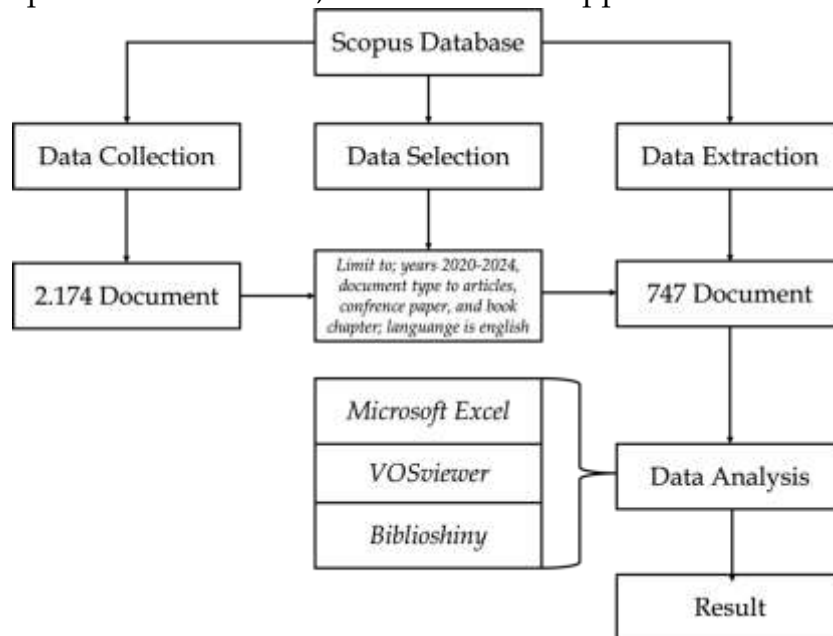 Scopus Database
Data Collection
Data Selection
Data Extraction
2.174 Document
Limit to; years 2020-2024,
document type to articles,
confrence paper, and book
chapter; languange is english
747 Document
Microsoft Excel
VOSviewer
Biblioshiny
Data Analysis
Result